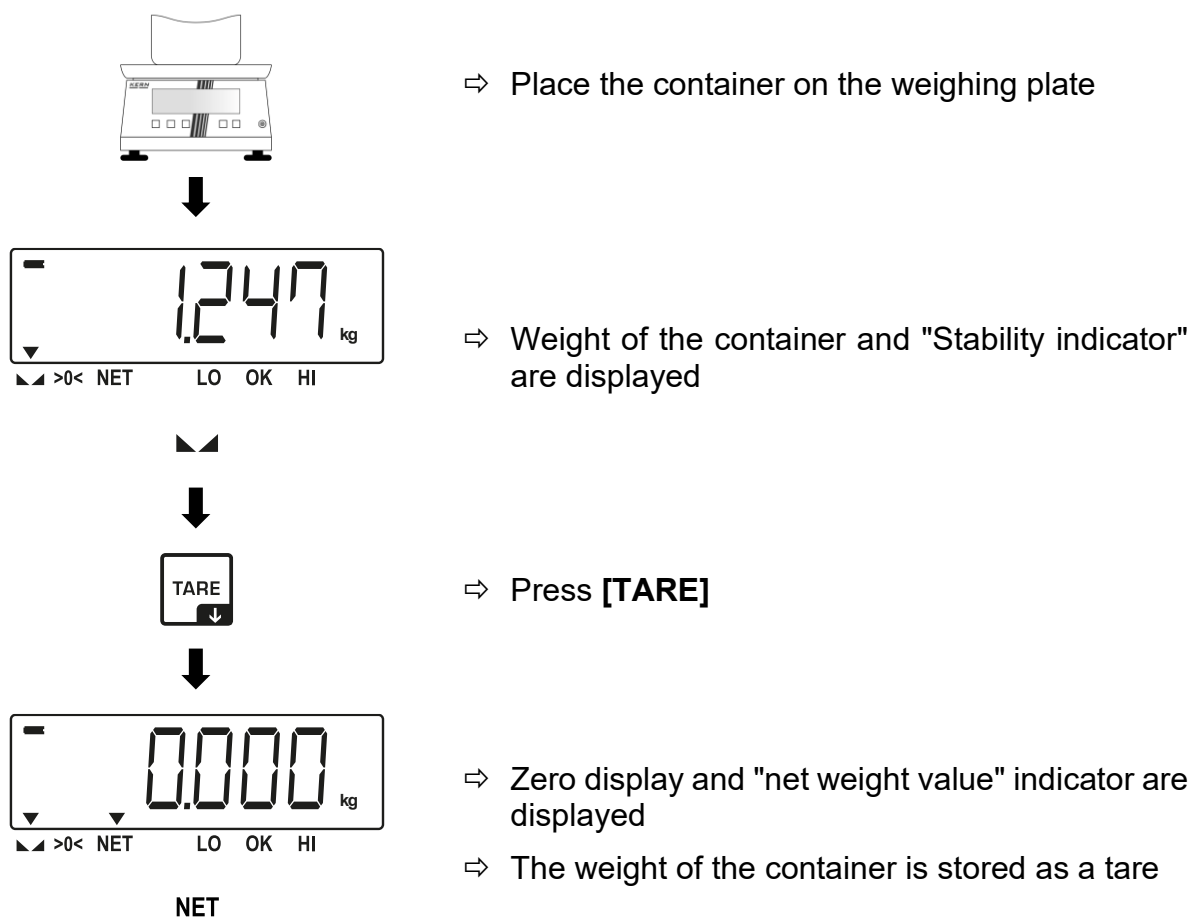 KERN
⇨ Place the container on the weighing plate
1.247 kg
>0< NET LO OK HI
⇨ Weight of the container and "Stability indicator"
are displayed
TARE
⇨ Press [TARE]
0.000 kg
>0< NET LO OK HI
⇨ Zero display and "net weight value" indicator are
displayed
⇨ The weight of the container is stored as a tare
NET